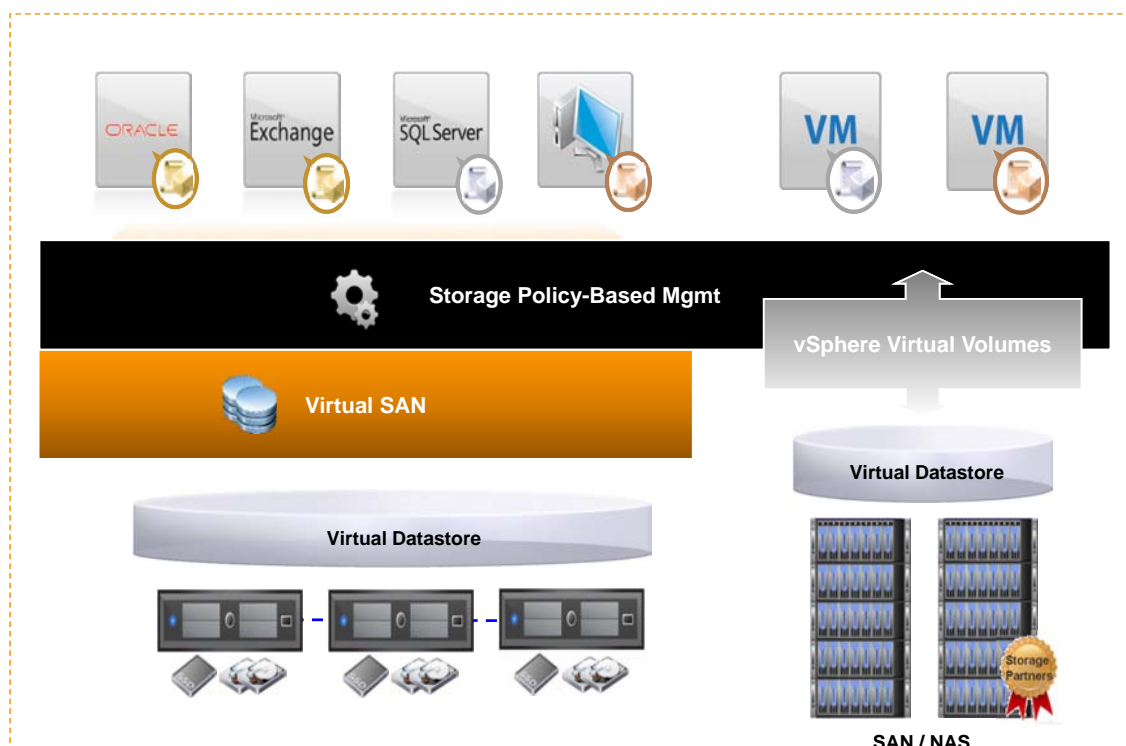 ORACLE
Microsoft
Exchange
Microsoft
SQL Server
VM
VM
Storage Policy-Based Mgmt
vSphere Virtual Volumes
Virtual SAN
Virtual Datastore
Virtual Datastore
SSD
SSD
SSD
Storage
Partners
SAN / NAS